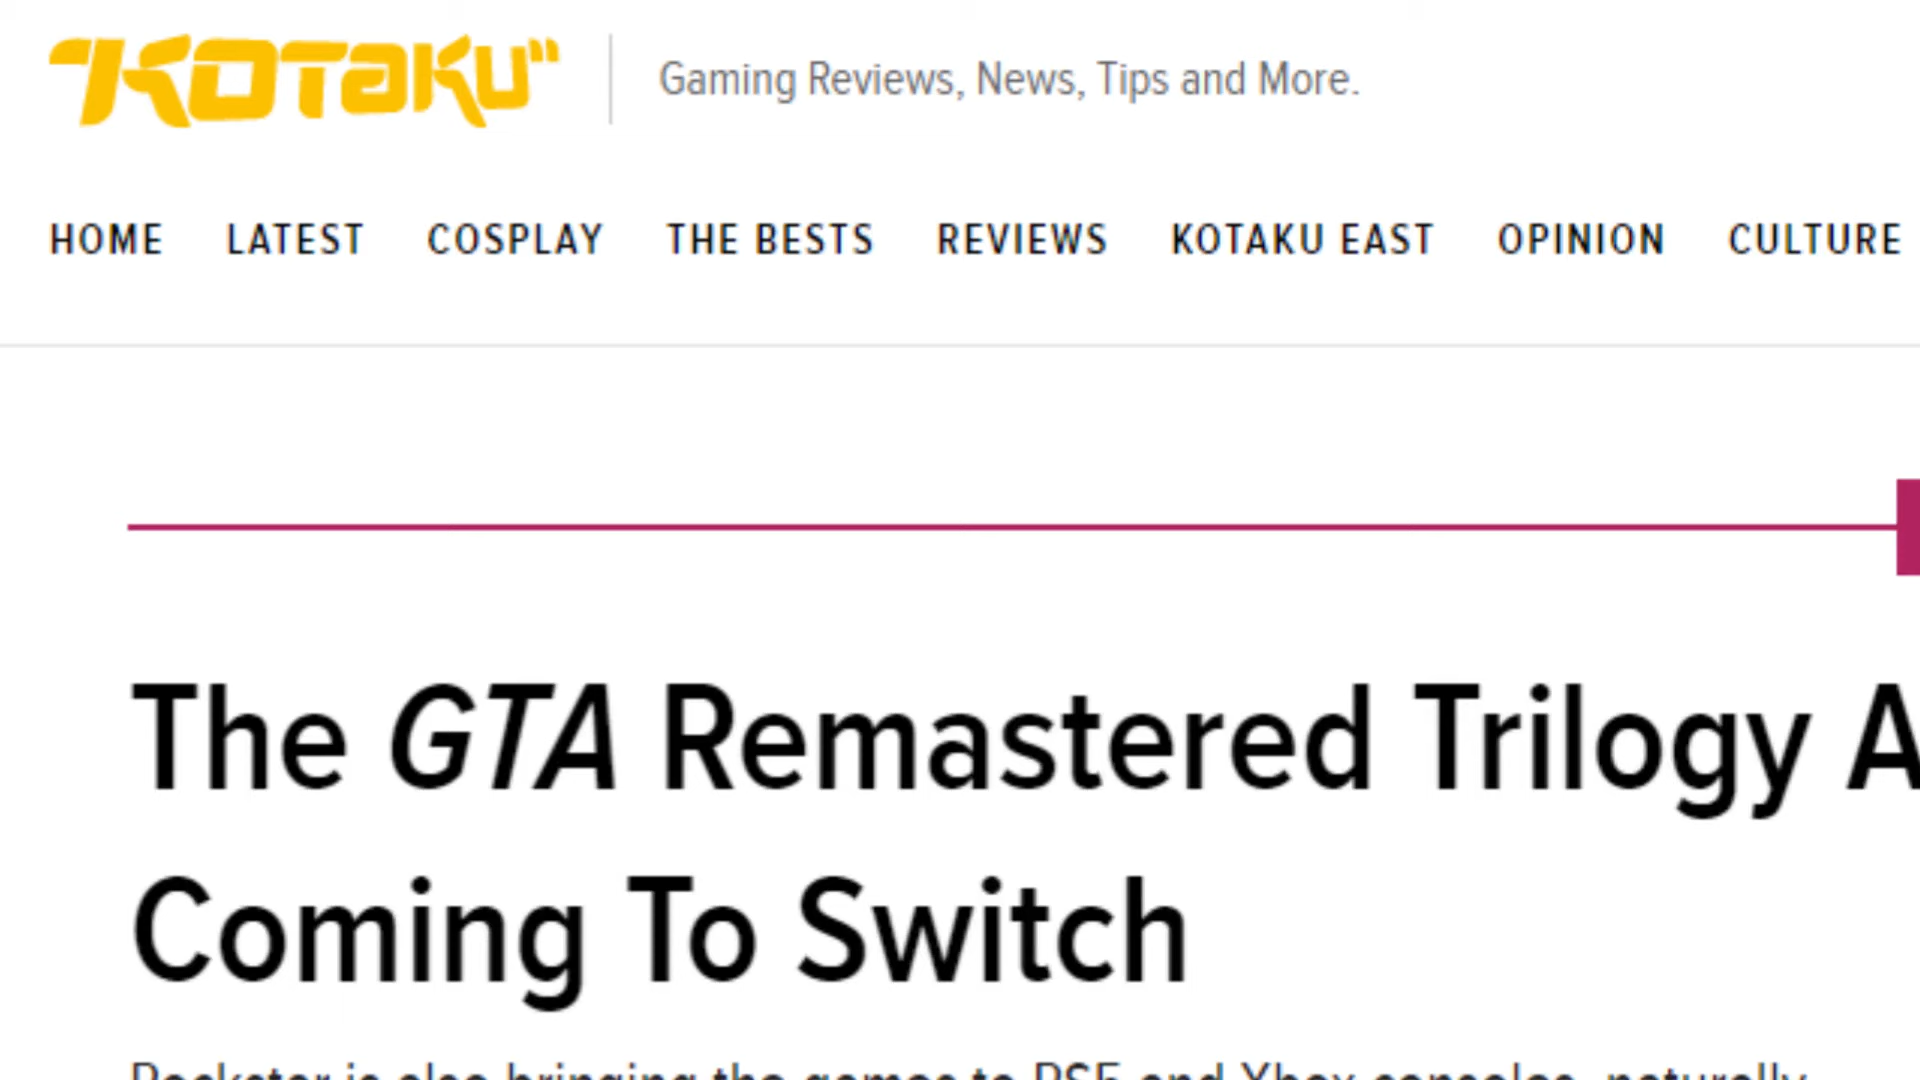 KOTAKU
Gaming Reviews, News, Tips and More.
HOME LATEST COSPLAY THE BESTS REVIEWS KOTAKU EAST OPINION CULTURE
The GTA Remastered Trilogy
Coming To Switch
Rockstar is also bringing the games to PS5 and Xbox consoles, naturally